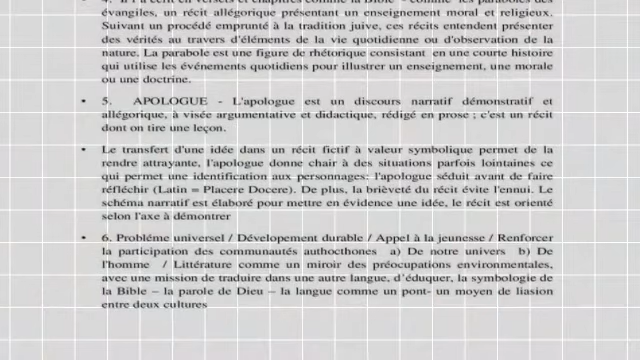 évangiles, un récit allégorique présentant un enseignement moral et religieux.
Suivant un procédé emprunté à la tradition juive, ces récits entendent présenter
des vérités au travers d'éléments de la vie quotidienne ou d'observation de la
nature. La parabole est une figure de rhétorique consistant en une courte histoire
qui utilise les événements quotidiens pour illustrer un enseignement, une morale
ou une doctrine.
• 5. APOLOGUE - L'apologue est un discours narratif démonstratif et
allégorique, à visée argumentative et didactique, rédigé en prose ; c'est un récit
dont on tire une leçon.
• Le transfert d'une idée dans un récit fictif à valeur symbolique permet de la
rendre attrayante, l'apologue donne chair à des situations parfois lointaines ce
qui permet une identification aux personnages: l'apologue séduit avant de faire
réfléchir (Latin = Placere Docere). De plus, la brièveté du récit évite l'ennui. Le
schéma narratif est élaboré pour mettre en évidence une idée, le récit est orienté
selon l'axe à démontrer
• 6. Probléme universel / Dévelopement durable / Appel à la jeunesse / Renforcer
la participation des communautés authocthones a) De notre univers b) De
l'homme / Littérature comme un miroir des préocupations environmentales,
avec une mission de traduire dans une autre langue, d'éduquer, la symbologie de
la Bible – la parole de Dieu – la langue comme un pont- un moyen de liasion
entre deux cultures